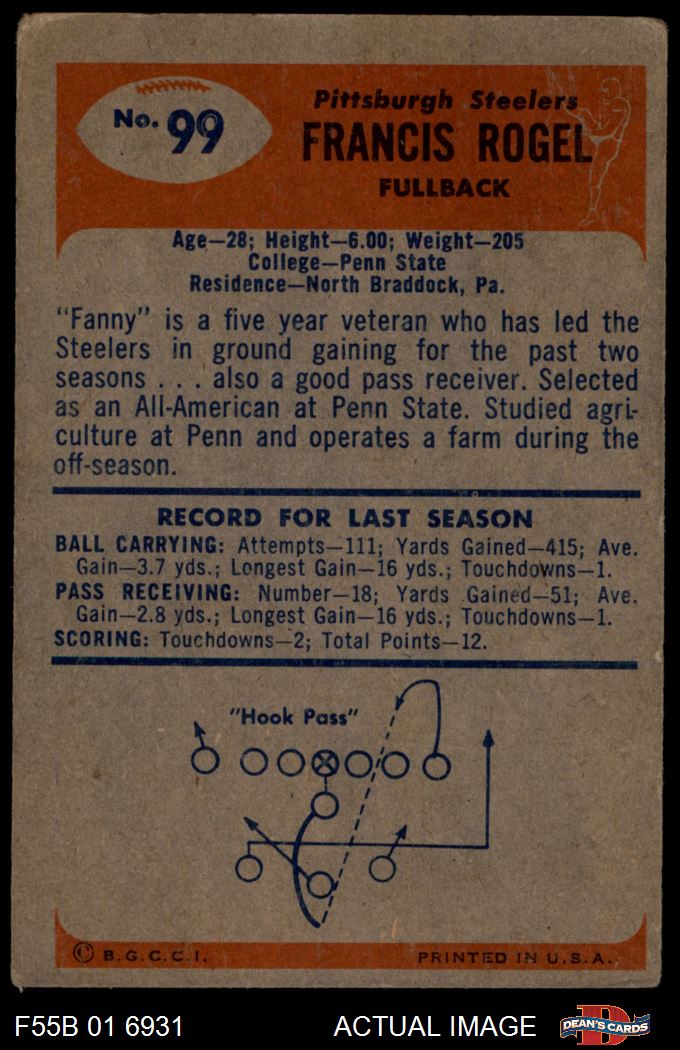 No. 99
Pittsburgh Steelers
FRANCIS ROGEL
FULLBACK
Age—28; Height—6.00; Weight—205
College—Penn State
Residence—North Braddock, Pa.
"Fanny" is a five year veteran who has led the
Steelers in ground gaining for the past two
seasons . . . also a good pass receiver. Selected
as an All-American at Penn State. Studied agri-
culture at Penn and operates a farm during the
off-season.
RECORD FOR LAST SEASON
BALL CARRYING: Attempts—111; Yards Gained—415; Ave.
Gain—3.7 yds.; Longest Gain—16 yds.; Touchdowns—1.
PASS RECEIVING: Number—18; Yards Gained—51; Ave.
Gain—2.8 yds.; Longest Gain—16 yds.; Touchdowns—1.
SCORING: Touchdowns—2; Total Points—12.
"Hook Pass"
© B.G.C.C.I.
PRINTED IN U.S.A.
F55B 01 6931
ACTUAL IMAGE
D
DEAN'S CARDS